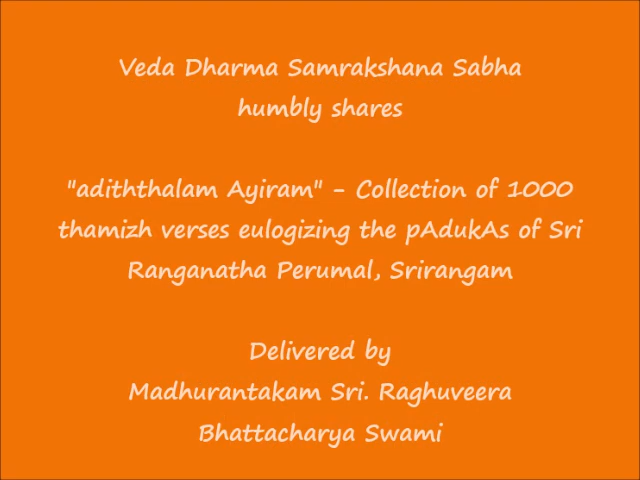 Veda Dharma Samrakshana Sabha
humbly shares
"adiththalam Ayiram" - Collection of 1000
thamizh verses eulogizing the pAdukAs of Sri
Ranganatha Perumal, Srirangam
Delivered by
Madhurantakam Sri. Raghuveera
Bhattacharya Swami